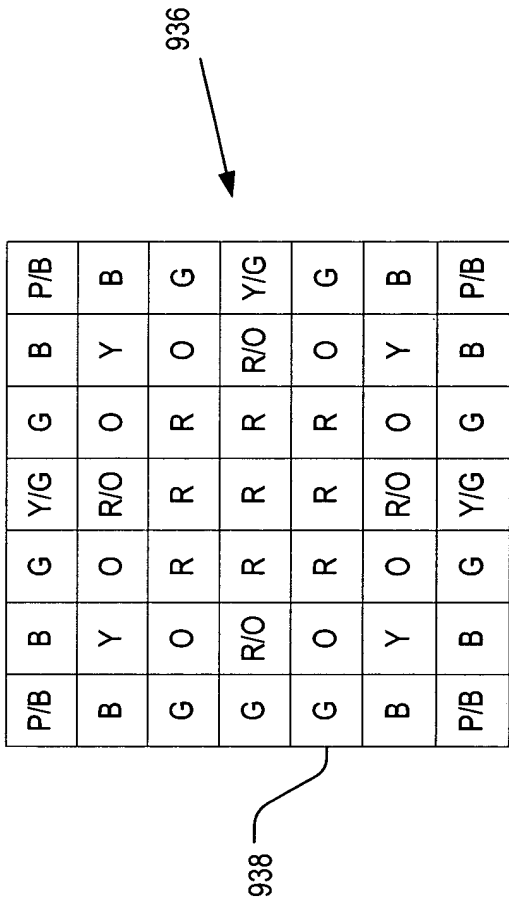 P/B B G Y/G G B P/B
B Y O R/O O Y B
G O R R R O G
G R/O R R R R/O Y/G
G O R R R O G
B Y O R/O O Y B
P/B B G Y/G G B P/B
936
938